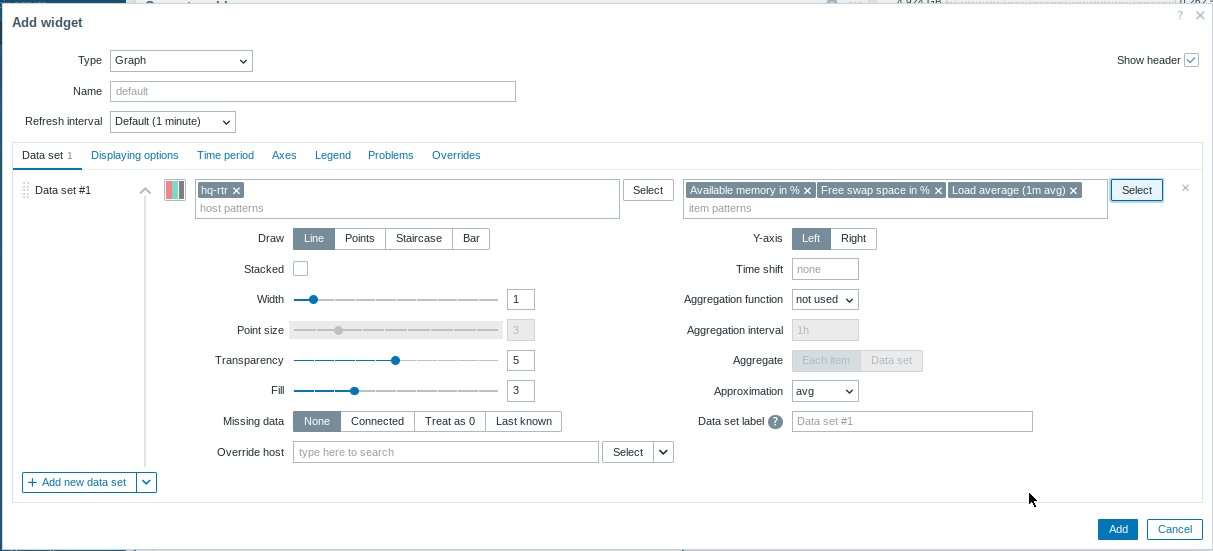 Add widget
?
Type Graph Show header
Name default
Refresh interval Default (1 minute)
Data set 1 Displaying options Time period Axes Legend Problems Overrides
Data set #1 hq-rtr Select Available memory in % Free swap space in % Load average (1m avg) Select
host patterns item patterns
Draw Line Points Staircase Bar Y-axis Left Right
Stacked Time shift none
Width 1 Aggregation function not used
Point size 3 Aggregation interval 1h
Transparency 5 Aggregate Each item Data set
Fill 3 Approximation avg
Missing data None Connected Treat as 0 Last known Data set label ? Data set #1
Override host type here to search Select
+ Add new data set
Add Cancel